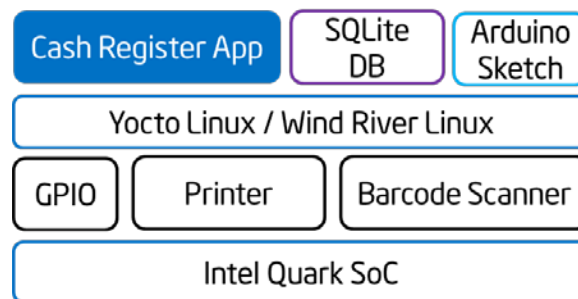 Cash Register App
SQLite
DB
Arduino
Sketch
Yocto Linux / Wind River Linux
GPIO
Printer
Barcode Scanner
Intel Quark SoC